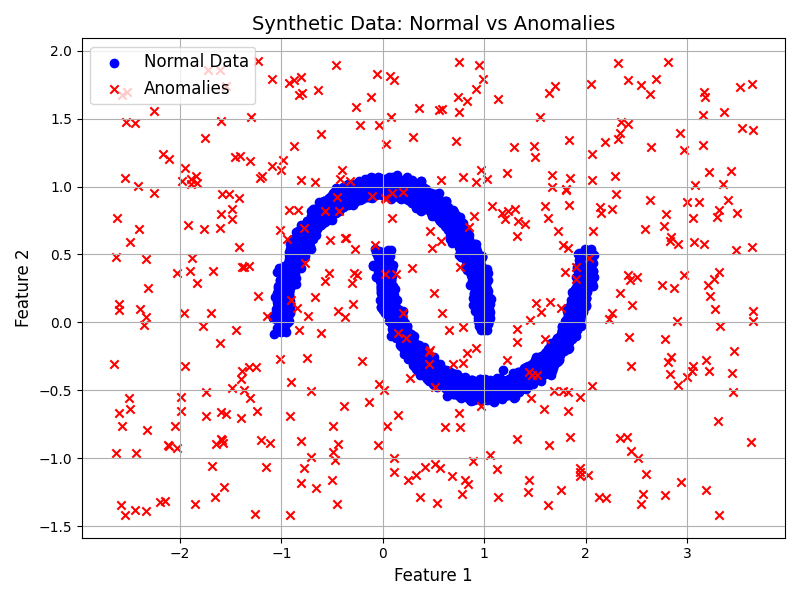 Synthetic Data: Normal vs Anomalies
Normal Data
Anomalies
2.0
1.5
1.0
0.5
0.0
−0.5
−1.0
−1.5
Feature 2
−2
−1
0
1
2
3
Feature 1